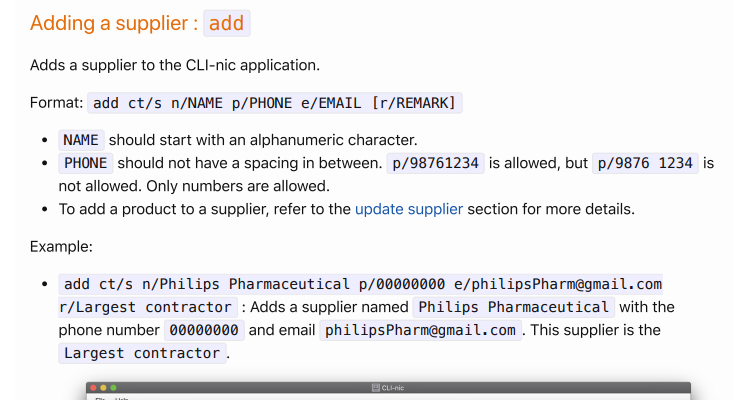 Adding a supplier : add
Adds a supplier to the CLI-nic application.
Format: add ct/s n/NAME p/PHONE e/EMAIL [r/REMARK]
• NAME should start with an alphanumeric character.
• PHONE should not have a spacing in between. p/98761234 is allowed, but p/9876 1234 is
not allowed. Only numbers are allowed.
• To add a product to a supplier, refer to the update supplier section for more details.
Example:
• add ct/s n/Philips Pharmaceutical p/00000000 e/philipsPharm@gmail.com
r/Largest contractor : Adds a supplier named Philips Pharmaceutical with the
phone number 00000000 and email philipsPharm@gmail.com. This supplier is the
Largest contractor.
CLI-nic